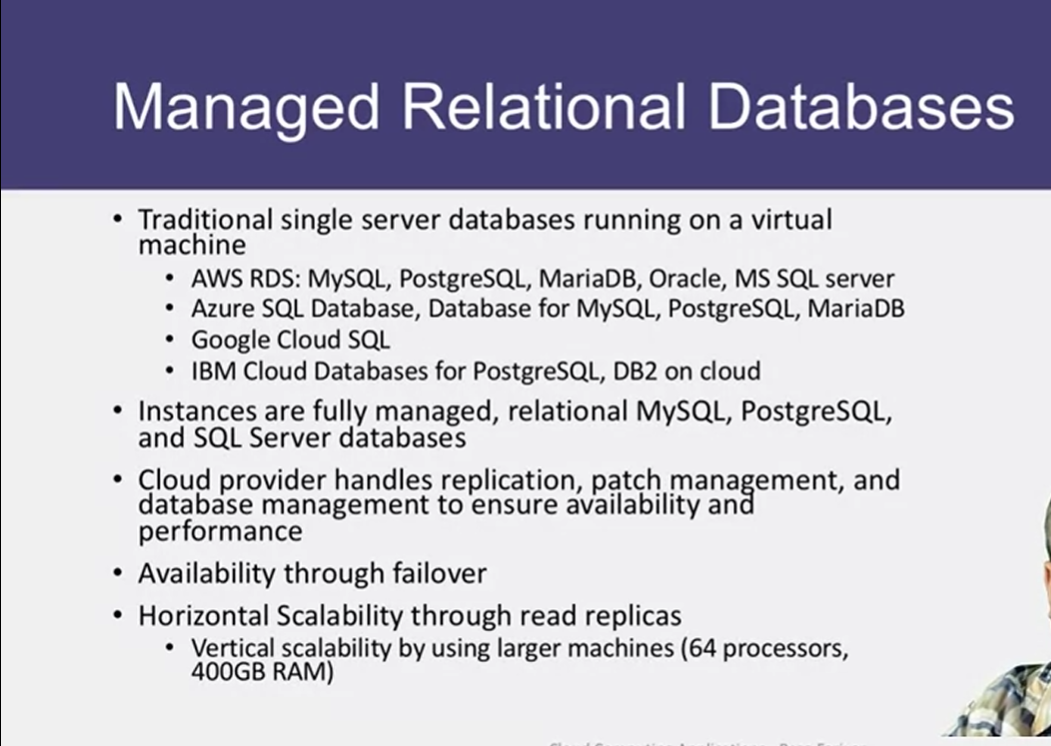 Managed Relational Databases
• Traditional single server databases running on a virtual
machine
• AWS RDS: MySQL, PostgreSQL, MariaDB, Oracle, MS SQL server
• Azure SQL Database, Database for MySQL, PostgreSQL, MariaDB
• Google Cloud SQL
• IBM Cloud Databases for PostgreSQL, DB2 on cloud
• Instances are fully managed, relational MySQL, PostgreSQL,
and SQL Server databases
• Cloud provider handles replication, patch management, and
database management to ensure availability and
performance
• Availability through failover
• Horizontal Scalability through read replicas
• Vertical scalability by using larger machines (64 processors,
400GB RAM)